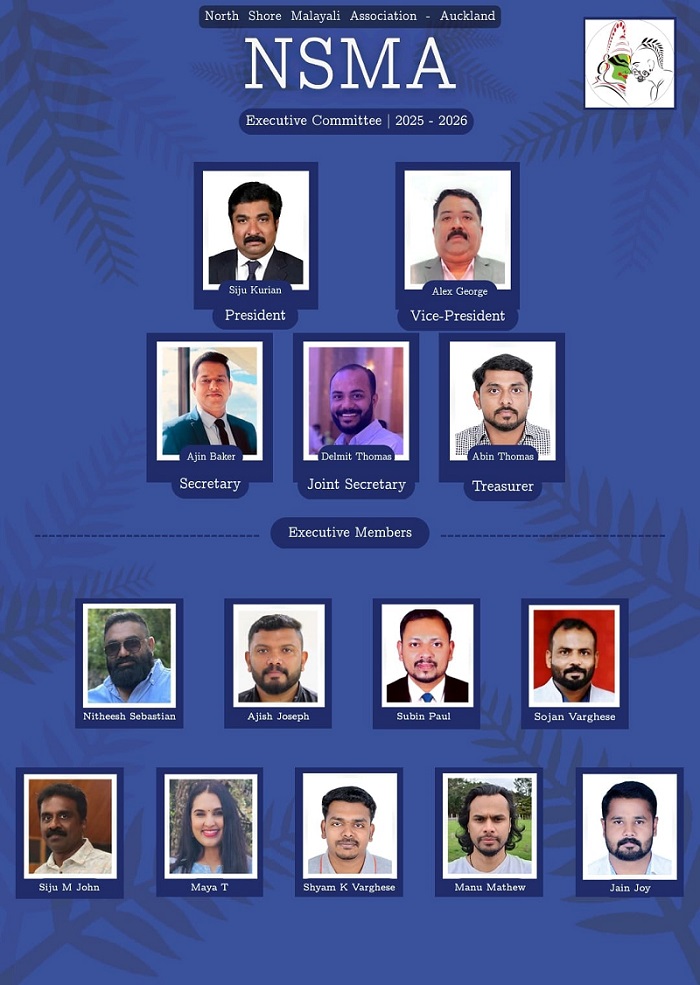 North Shore Malayali Association - Auckland
NSMA
Executive Committee | 2025 - 2026
Siju Kurian
President
Alex George
Vice-President
Ajin Baker
Secretary
Delmit Thomas
Joint Secretary
Abin Thomas
Treasurer
Executive Members
Nitheesh Sebastian
Ajish Joseph
Subin Paul
Sojan Varghese
Siju M John
Maya T
Shyam K Varghese
Manu Mathew
Jain Joy